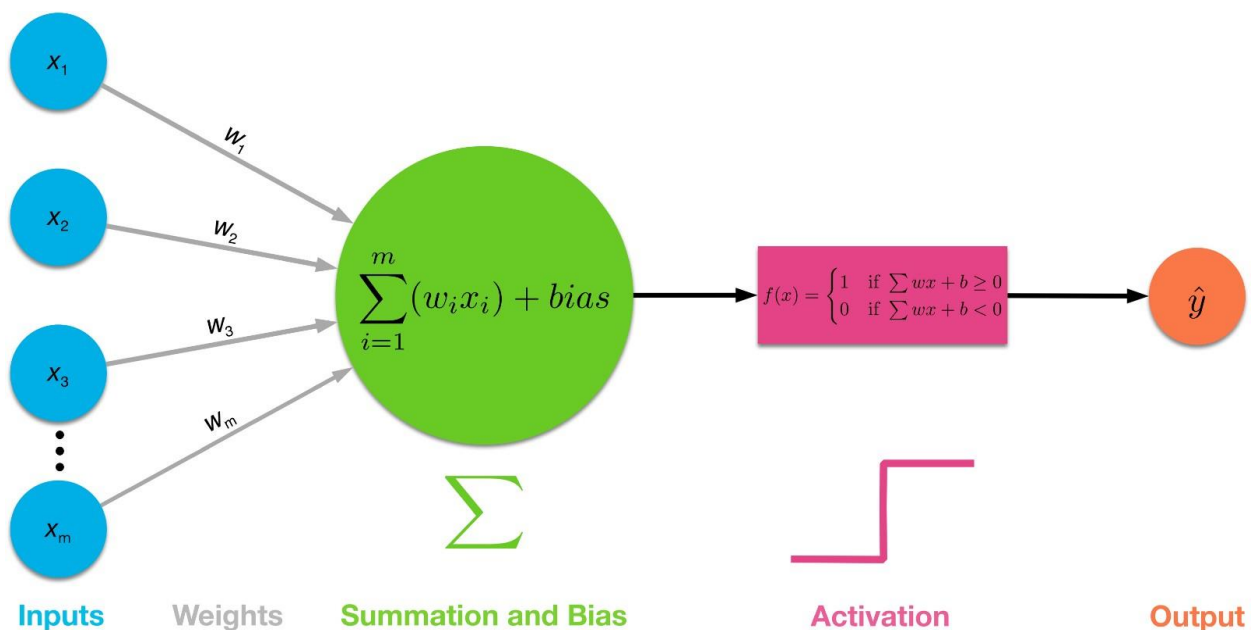 x₁
w₁
x₂
w₂
∑ᵢ₌₁ᵐ(wᵢxᵢ) + bias
f(x) = { 1 if ∑ wx + b ≥ 0
0 if ∑ wx + b < 0
ŷ
w₃
x₃
wₘ
xₘ
∑
Inputs Weights Summation and Bias Activation Output